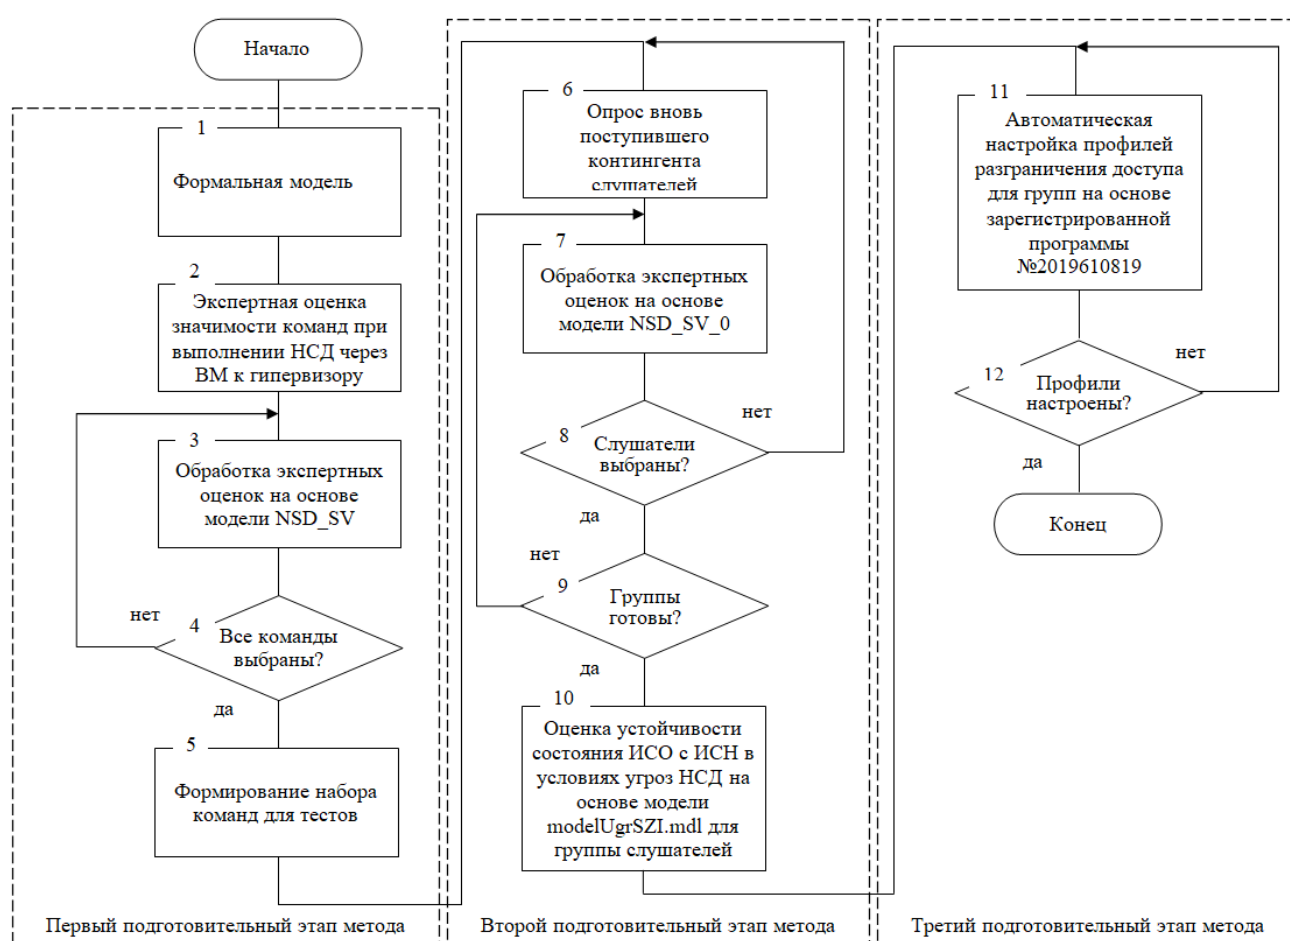 Начало
1
Формальная модель
2
Экспертная оценка
значимости команд при
выполнении НСД через
ВМ к гипервизору
3
Обработка экспертных
оценок на основе
модели NSD_SV
нет
4
Все команды
выбраны?
да
5
Формирование набора
команд для тестов
Первый подготовительный этап метода
6
Опрос вновь
поступившего
контингента
слушателей
7
Обработка экспертных
оценок на основе
модели NSD_SV_0
нет
8
Слушатели
выбраны?
да
нет
9
Группы
готовы?
да
10
Оценка устойчивости
состояния ИСО с ИСН в
условиях угроз НСД на
основе модели
modelUgrSZI.mdl для
группы слушателей
Второй подготовительный этап метода
11
Автоматическая
настройка профилей
разграничения доступа
для групп на основе
зарегистрированной
программы
№2019610819
нет
12
Профили
настроены?
да
Конец
Третий подготовительный этап метода